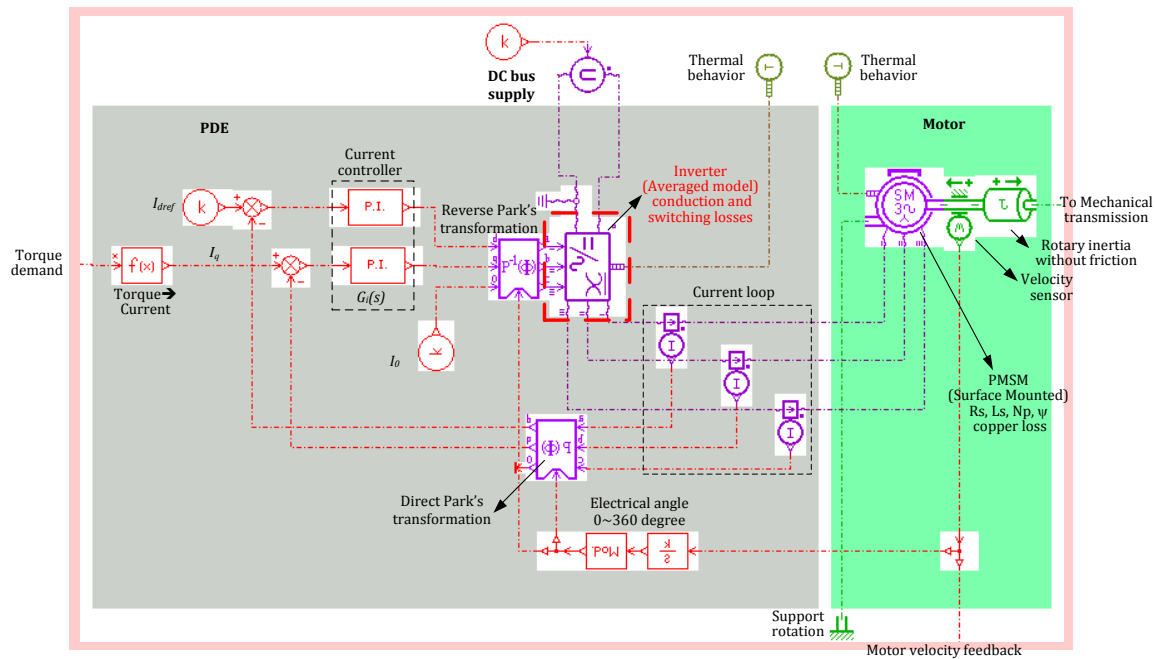 k
DC bus
supply
U
Thermal
behavior
T
Thermal
behavior
T
PDE
Motor
Current
controller
Inverter
(Averaged model)
conduction and
switching losses
I_dref
k
+
-
P.I.
Reverse Park's
transformation
SM
3~
+
+
To Mechanical
transmission
Torque
demand
x
f(x)
I_q
+
-
P.I.
P⁻¹(Φ)
ω
Rotary inertia
without friction
Torque➔
Current
G_i(s)
Velocity
sensor
Current loop
I_0
k
I
I
I
PMSM
(Surface Mounted)
Rs, Ls, Np, ψ
copper loss
P(Φ)
Direct Park's
transformation
Electrical angle
0~360 degree
Mod.
k
s
Support
rotation
Motor velocity feedback